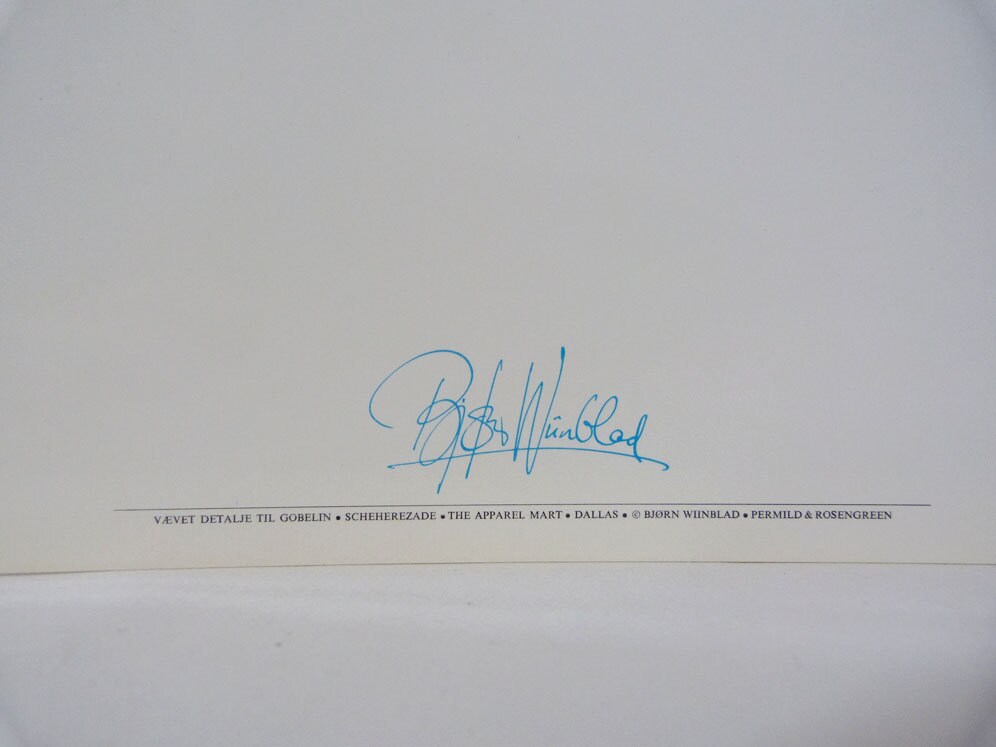 Bjørn Wiinblad
VÆVET DETALJE TIL GOBELIN • SCHEHEREZADE • THE APPAREL MART • DALLAS • © BJØRN WIINBLAD • PERMILD & ROSENGREEN